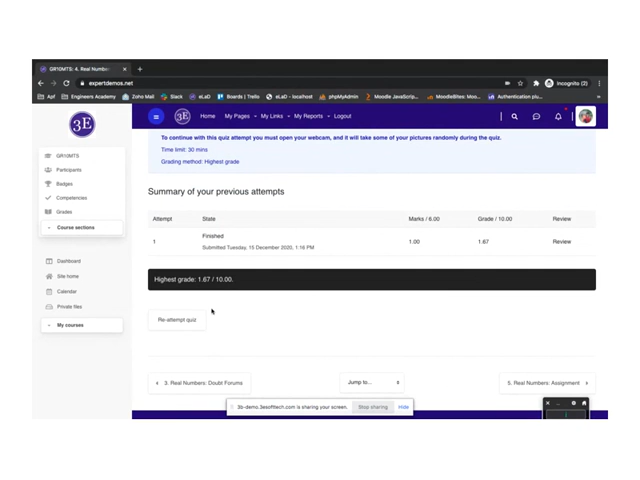 GR10MTS: 4. Real Number
expertdemos.net
Incognito (2)
Apf
Engineers Academy
Zoho Mail
Slack
eLaD
Boards | Trello
eLaD - localhost
phpMyAdmin
Moodle JavaScrip...
MoodleBites: Moo...
Authentication plu...
3E
Home
My Pages
My Links
My Reports
Logout
GR10MTS
Participants
Badges
Competencies
Grades
Course sections
Dashboard
Site home
Calendar
Private files
My courses
To continue with this quiz attempt you must open your webcam, and it will take some of your pictures randomly during the quiz.
Time limit: 30 mins
Grading method: Highest grade
Summary of your previous attempts
Attempt State Marks / 6.00 Grade / 10.00 Review
Finished
1 1.00 1.67 Review
Submitted Tuesday, 15 December 2020, 1:16 PM
Highest grade: 1.67 / 10.00.
Re-attempt quiz
3. Real Numbers: Doubt Forums
Jump to...
5. Real Numbers: Assignment
3b-demo.3esofttech.com is sharing your screen.
Stop sharing
Hide